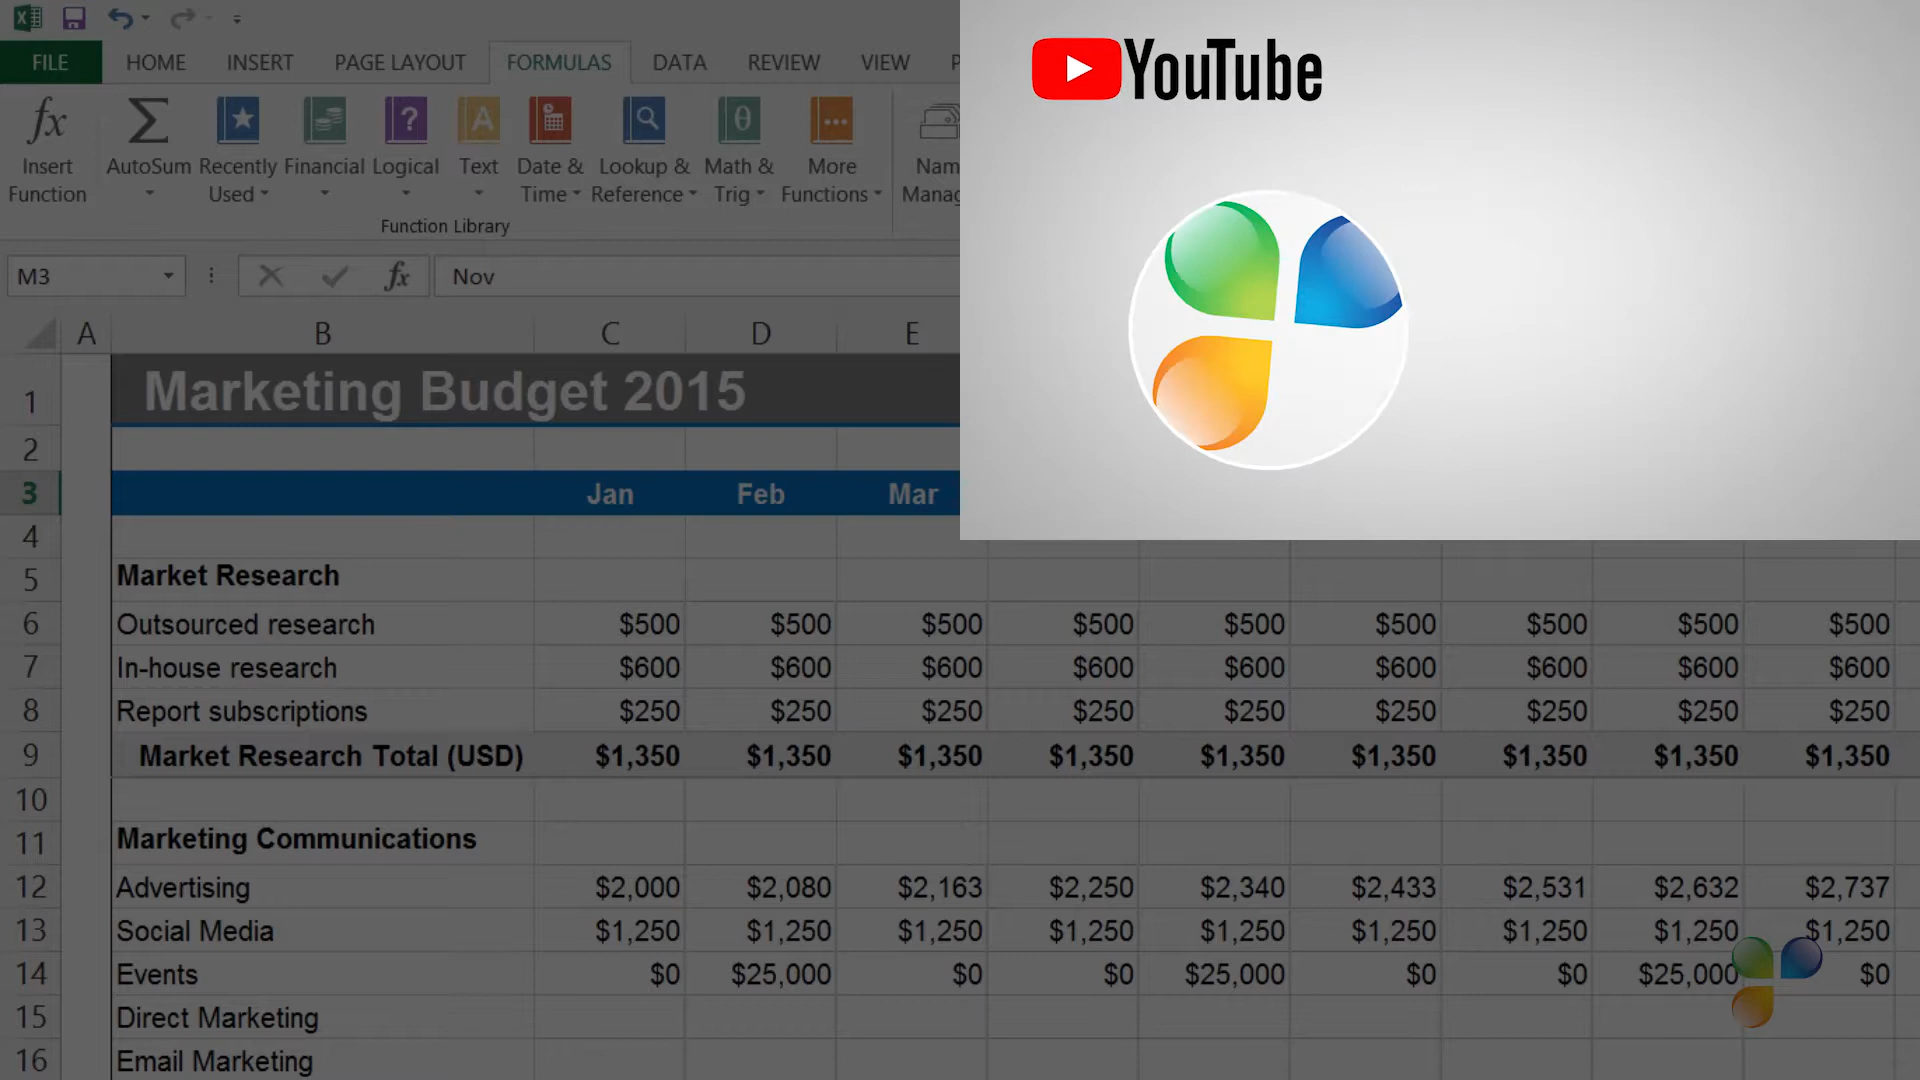 YouTube
FILE HOME INSERT PAGE LAYOUT FORMULAS DATA REVIEW VIEW
fx Σ ? A θ
Insert Function
AutoSum
Recently Used
Financial
Logical
Text
Date & Time
Lookup & Reference
Math & Trig
More Functions
Function Library
M3 fx Nov
A B C D E
1 Marketing Budget 2015
2
3 Jan Feb Mar
4
5 Market Research
6 Outsourced research $500 $500 $500 $500 $500 $500 $500 $500 $500
7 In-house research $600 $600 $600 $600 $600 $600 $600 $600 $600
8 Report subscriptions $250 $250 $250 $250 $250 $250 $250 $250 $250
9 Market Research Total (USD) $1,350 $1,350 $1,350 $1,350 $1,350 $1,350 $1,350 $1,350 $1,350
10
11 Marketing Communications
12 Advertising $2,000 $2,080 $2,163 $2,250 $2,340 $2,433 $2,531 $2,632 $2,737
13 Social Media $1,250 $1,250 $1,250 $1,250 $1,250 $1,250 $1,250 $1,250 $1,250
14 Events $0 $25,000 $0 $0 $25,000 $0 $0 $25,000 $0
15 Direct Marketing
16 Email Marketing